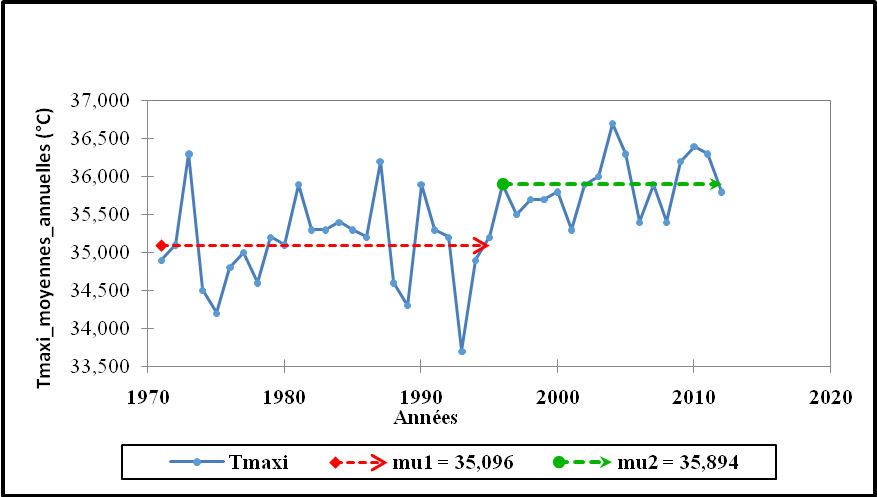 Tmaxi_moyennes_annuelles (°C)
37,000
36,500
36,000
35,500
35,000
34,500
34,000
33,500
1970 1980 1990 2000 2010 2020
Années
Tmaxi mu1 = 35,096 mu2 = 35,894